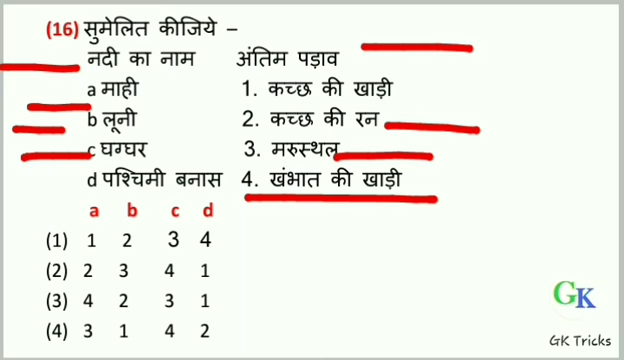 (16) सुमेलित कीजिये –
नदी का नाम अंतिम पड़ाव
a माही 1. कच्छ की खाड़ी
b लूनी 2. कच्छ की रन
c घग्घर 3. मरुस्थल
d पश्चिमी बनास 4. खंभात की खाड़ी
a b c d
(1) 1 2 3 4
(2) 2 3 4 1
(3) 4 2 3 1
(4) 3 1 4 2
GK
GK Tricks